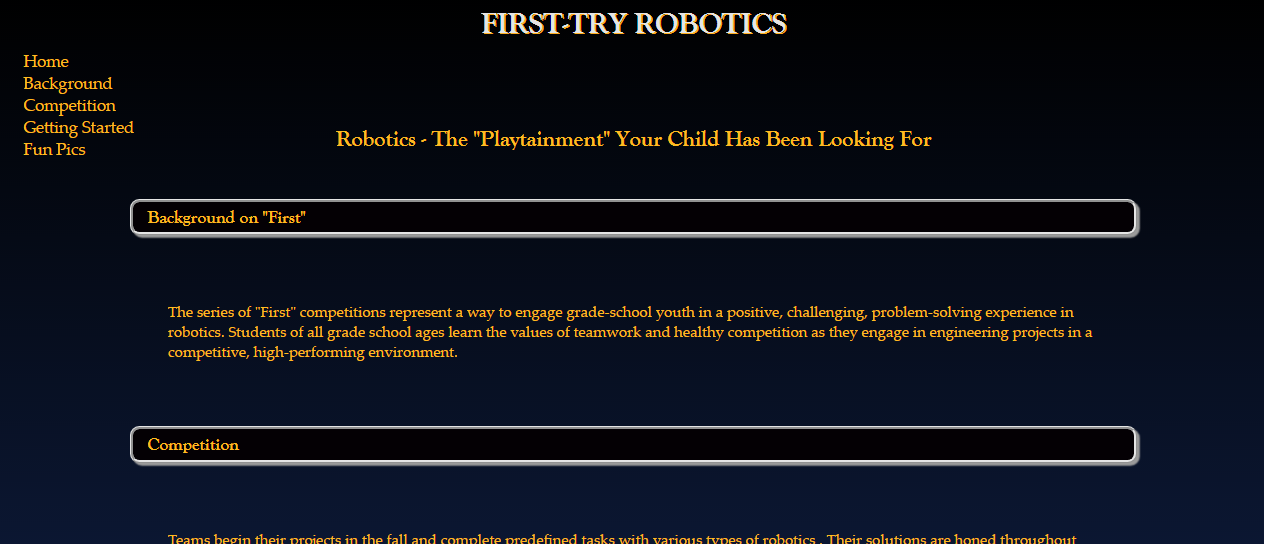 FIRST-TRY ROBOTICS
Home
Background
Competition
Getting Started
Fun Pics
Robotics - The "Playtainment" Your Child Has Been Looking For
Background on "First"
The series of "First" competitions represent a way to engage grade-school youth in a positive, challenging, problem-solving experience in
robotics. Students of all grade school ages learn the values of teamwork and healthy competition as they engage in engineering projects in a
competitive, high-performing environment.
Competition
Teams begin their projects in the fall and complete predefined tasks with various types of robotics . Their solutions are honed throughout